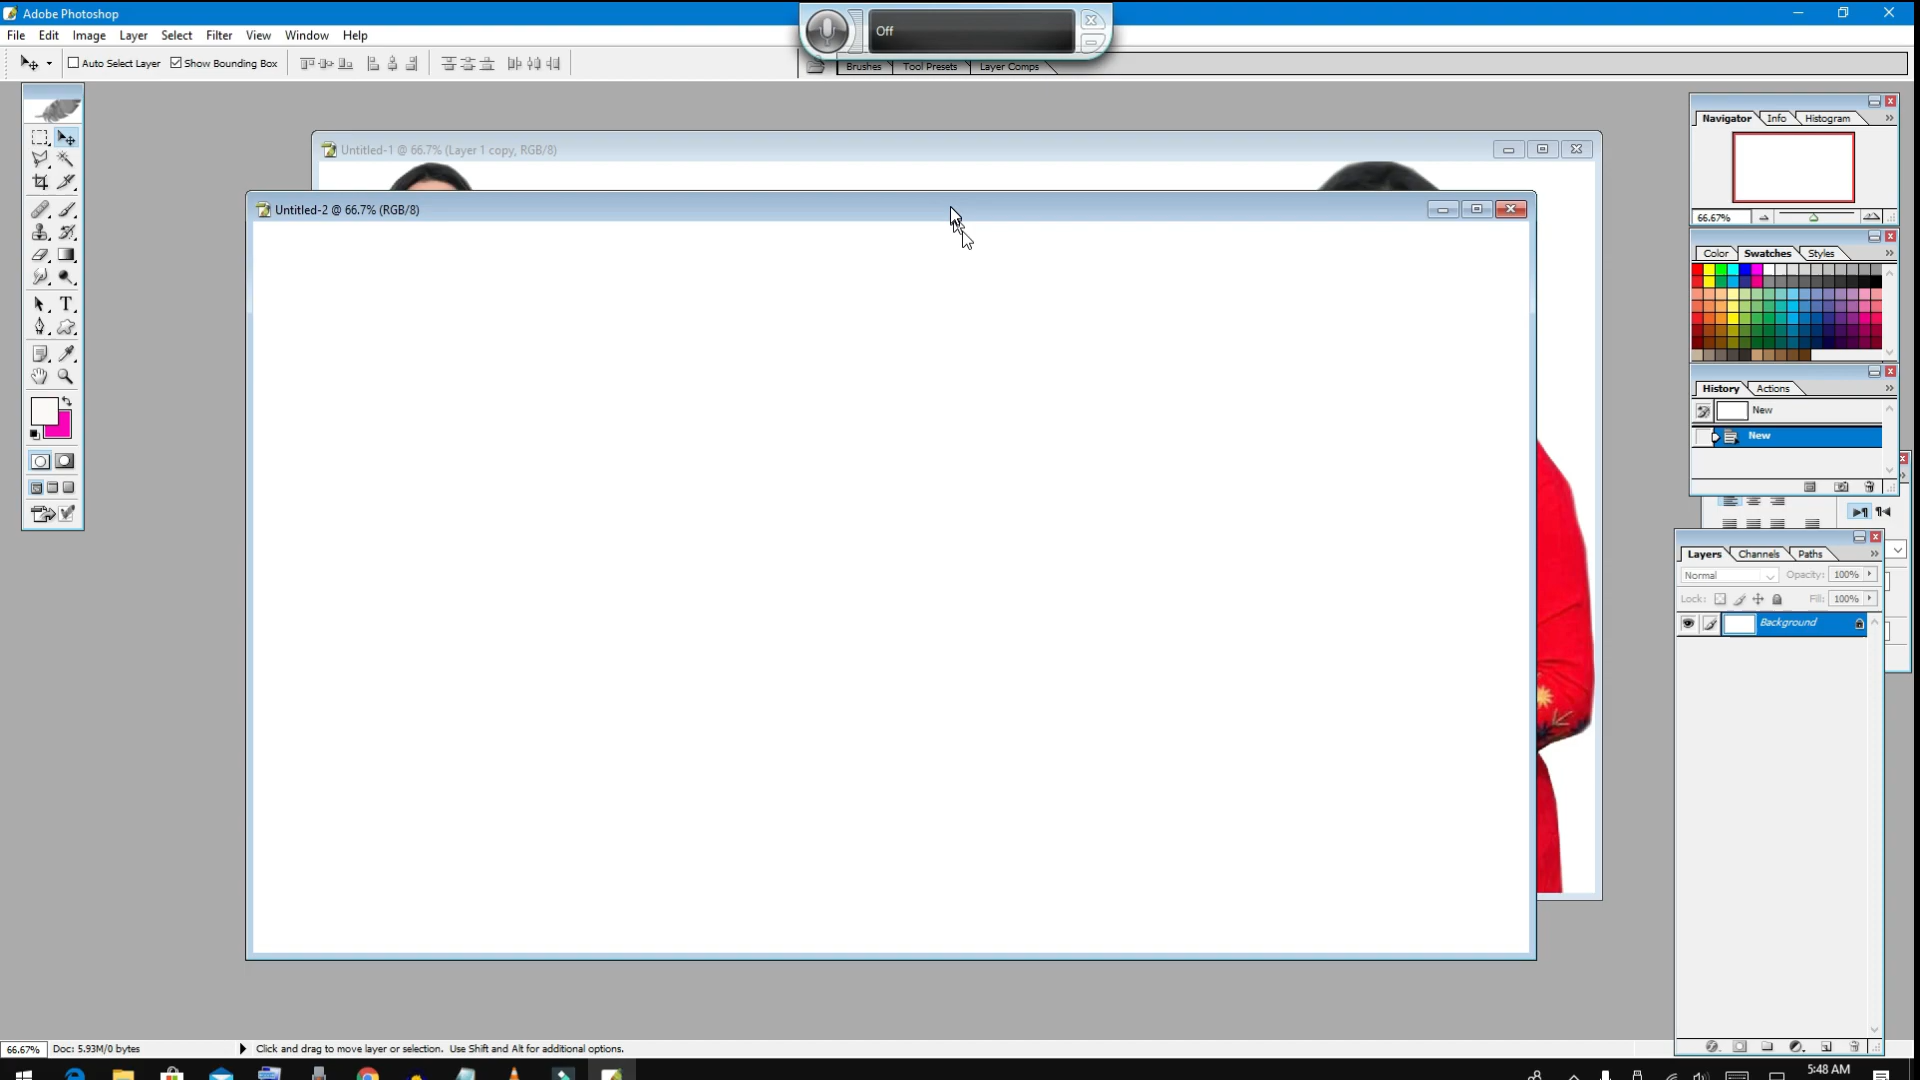 Adobe Photoshop
Off
File Edit Image Layer Select Filter View Window Help
Auto Select Layer Show Bounding Box
Brushes Tool Presets Layer Comps
Navigator Info Histogram
Untitled-1 @ 66.7% (Layer 1 copy, RGB/8)
Untitled-2 @ 66.7% (RGB/8)
66.67%
Color Swatches Styles
History Actions
New
New
Layers Channels Paths
Normal Opacity: 100%
Lock: Fill: 100%
Background
66.67% Doc: 5.93M/0 bytes Click and drag to move layer or selection. Use Shift and Alt for additional options.
5:48 AM